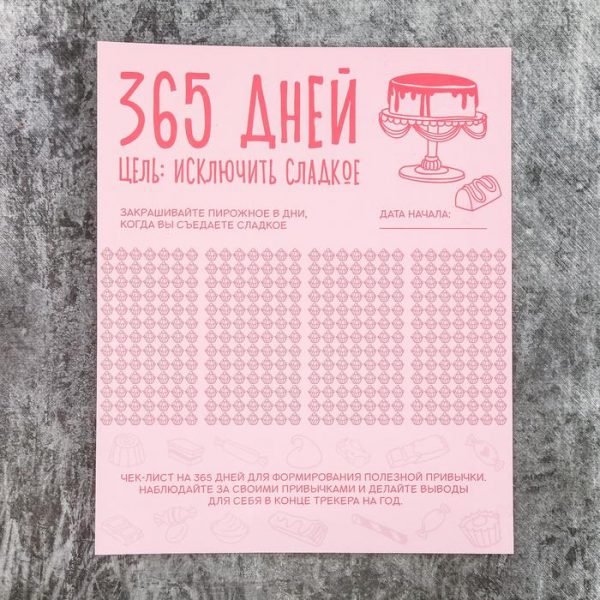 365 ДНЕЙ
ЦЕЛЬ: ИСКЛЮЧИТЬ СЛАДКОЕ
ЗАКРАШИВАЙТЕ ПИРОЖНОЕ В ДНИ,
КОГДА ВЫ СЪЕДАЕТЕ СЛАДКОЕ
ДАТА НАЧАЛА:
ЧЕК-ЛИСТ НА 365 ДНЕЙ ДЛЯ ФОРМИРОВАНИЯ ПОЛЕЗНОЙ ПРИВЫЧКИ.
НАБЛЮДАЙТЕ ЗА СВОИМИ ПРИВЫЧКАМИ И ДЕЛАЙТЕ ВЫВОДЫ
ДЛЯ СЕБЯ В КОНЦЕ ТРЕКЕРА НА ГОД.